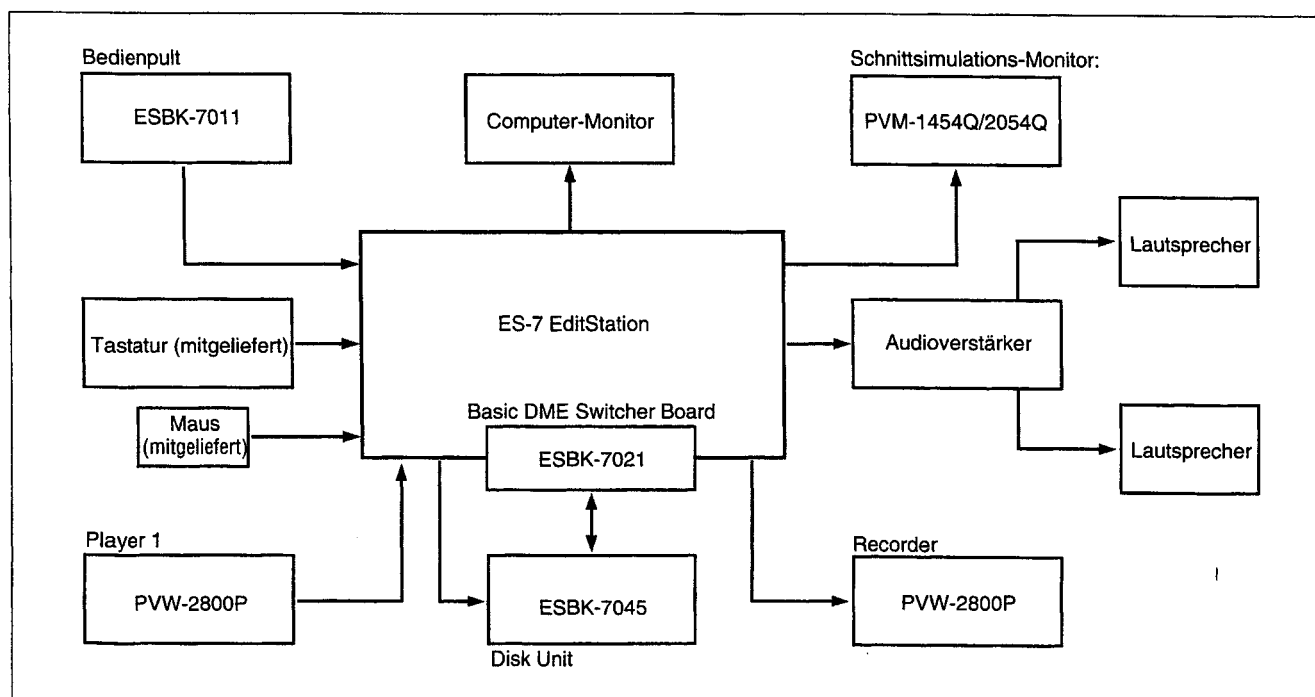 Bedienpult
ESBK-7011
Computer-Monitor
Schnittsimulations-Monitor:
PVM-1454Q/2054Q
Lautsprecher
Tastatur (mitgeliefert)
ES-7 EditStation
Audioverstärker
Maus
(mitgeliefert)
Basic DME Switcher Board
ESBK-7021
Lautsprecher
Player 1
PVW-2800P
ESBK-7045
Disk Unit
Recorder
PVW-2800P